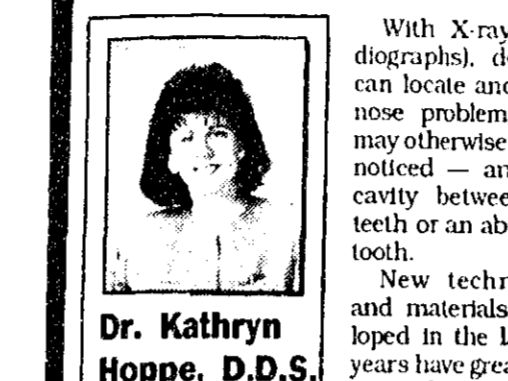 Dr. Kathryn
Hoppe, D.D.S.
With X-ray
diographs), d
can locate and
nose problem
may otherwise
noticed — an
cavity betwee
teeth or an ab
tooth.
New techn
and materials
loped in the l
years have grea